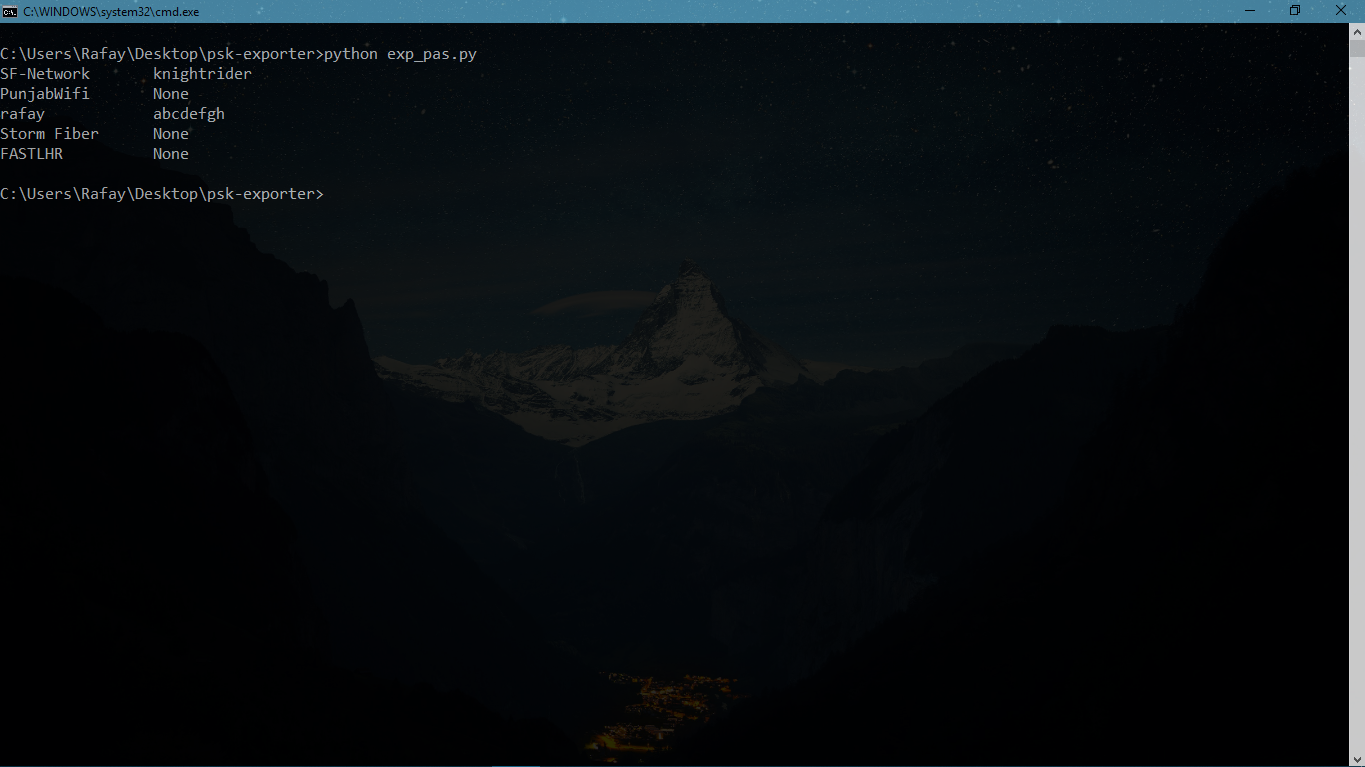 C:\WINDOWS\system32\cmd.exe
C:\Users\Rafay\Desktop\psk-exporter>python exp_pas.py
SF-Network knightrider
PunjabWifi None
rafay abcdefgh
Storm Fiber None
FASTLHR None
C:\Users\Rafay\Desktop\psk-exporter>